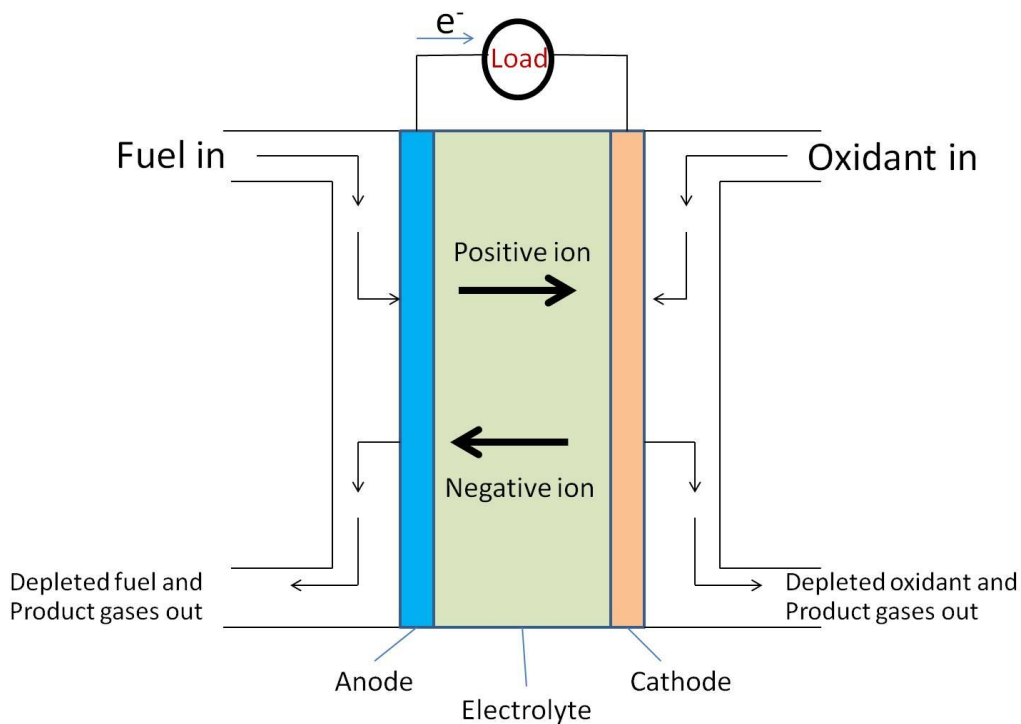 e-
Load
Fuel in
Oxidant in
Positive ion
Negative ion
Depleted fuel and
Product gases out
Depleted oxidant and
Product gases out
Anode
Electrolyte
Cathode